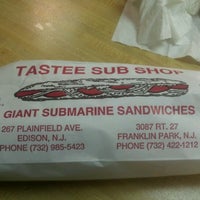 TASTEE SUB SHOP
GIANT SUBMARINE SANDWICHES
267 PLAINFIELD AVE.
EDISON, N.J.
PHONE (732) 985-5423
3087 RT. 27
FRANKLIN PARK, N.J.
PHONE (732) 422-1212